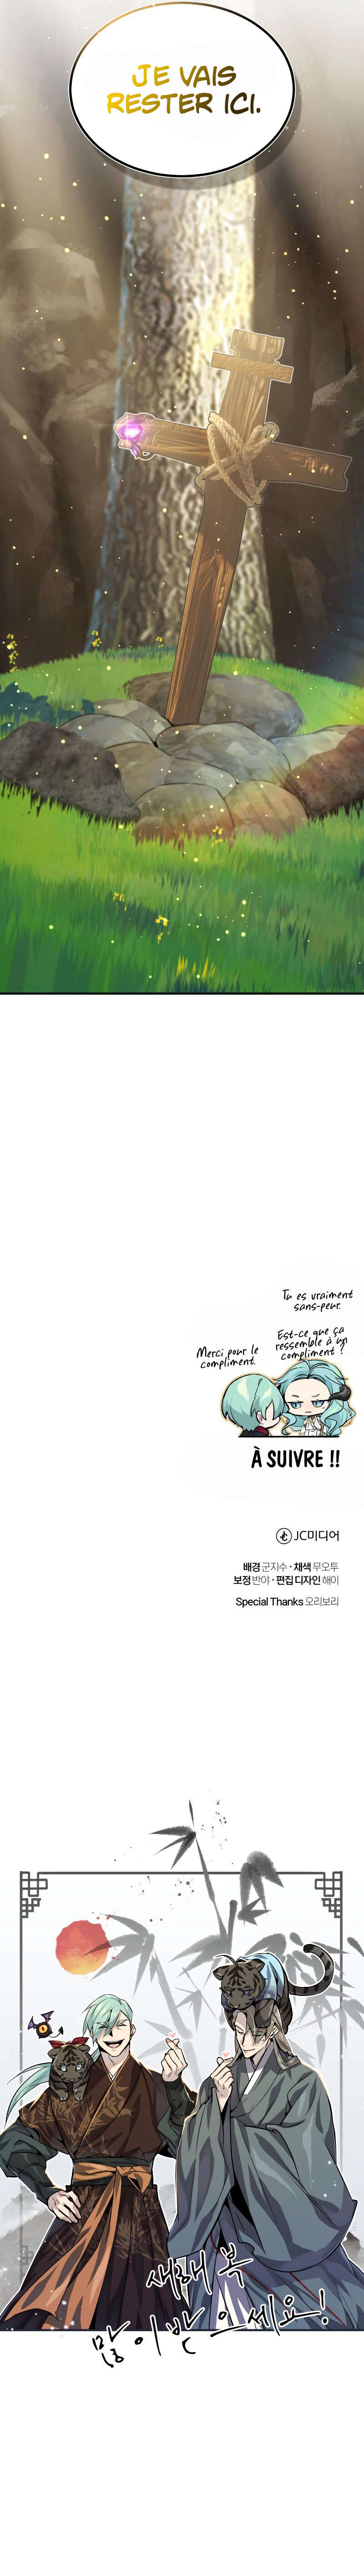 JE VAIS
RESTER ICI.
Tu es vraiment
sans-peur.
Est-ce que ça
ressemble à un
compliment ?
Merci pour le
compliment.
À SUIVRE !!
JC미디어
배경 군지수 • 채색 무오투
보정 반야 • 편집 디자인 해이
Special Thanks 오리보리
새해 복
많이 받으세요!